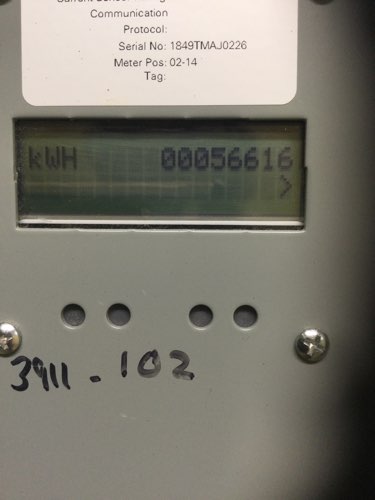 Communication
Protocol:
Serial No: 1849TMAJ0226
Meter Pos: 02-14
Tag:
kWH 00056616
>
3911 - 102